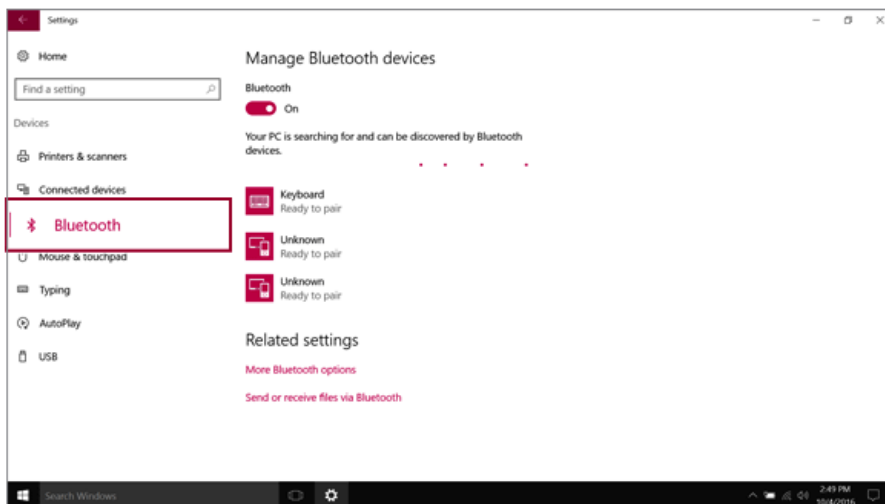 Settings
Home
Find a setting
Devices
Printers & scanners
Connected devices
Bluetooth
Mouse & touchpad
Typing
AutoPlay
USB
Manage Bluetooth devices
Bluetooth
On
Your PC is searching for and can be discovered by Bluetooth
devices.
Keyboard
Ready to pair
Unknown
Ready to pair
Unknown
Ready to pair
Related settings
More Bluetooth options
Send or receive files via Bluetooth
Search Windows
2:49 PM
10/4/2016